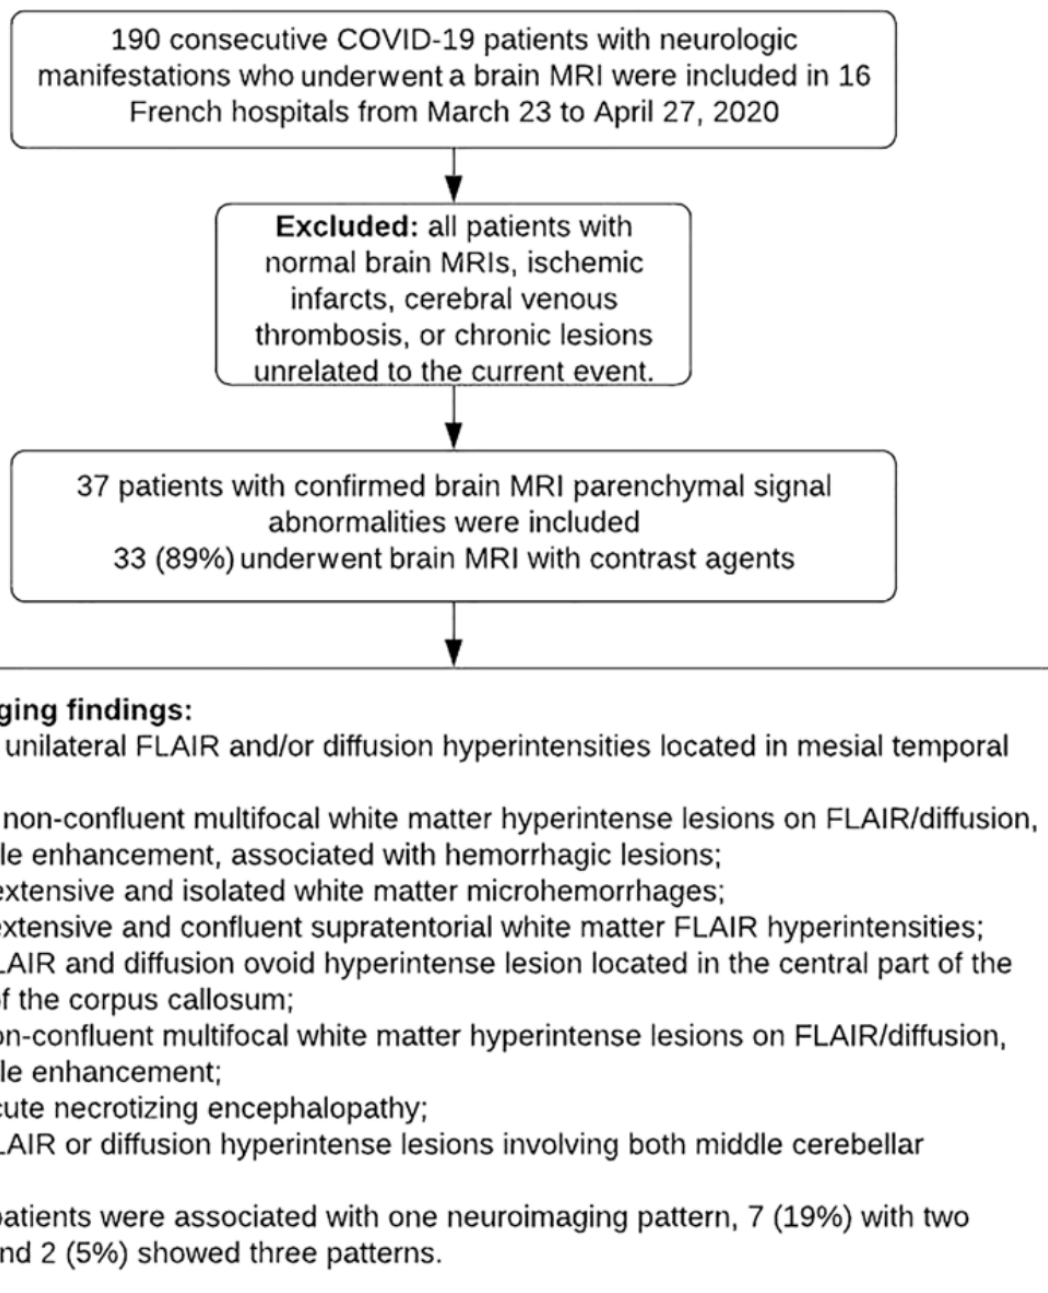 190 consecutive COVID-19 patients with neurologic
manifestations who underwent a brain MRI were included in 16
French hospitals from March 23 to April 27, 2020
Excluded: all patients with
normal brain MRIs, ischemic
infarcts, cerebral venous
thrombosis, or chronic lesions
unrelated to the current event.
37 patients with confirmed brain MRI parenchymal signal
abnormalities were included
33 (89%) underwent brain MRI with contrast agents
ging findings:
unilateral FLAIR and/or diffusion hyperintensities located in mesial temporal
non-confluent multifocal white matter hyperintense lesions on FLAIR/diffusion,
le enhancement, associated with hemorrhagic lesions;
extensive and isolated white matter microhemorrhages;
extensive and confluent supratentorial white matter FLAIR hyperintensities;
LAIR and diffusion ovoid hyperintense lesion located in the central part of the
of the corpus callosum;
on-confluent multifocal white matter hyperintense lesions on FLAIR/diffusion,
le enhancement;
cute necrotizing encephalopathy;
LAIR or diffusion hyperintense lesions involving both middle cerebellar
patients were associated with one neuroimaging pattern, 7 (19%) with two
nd 2 (5%) showed three patterns.